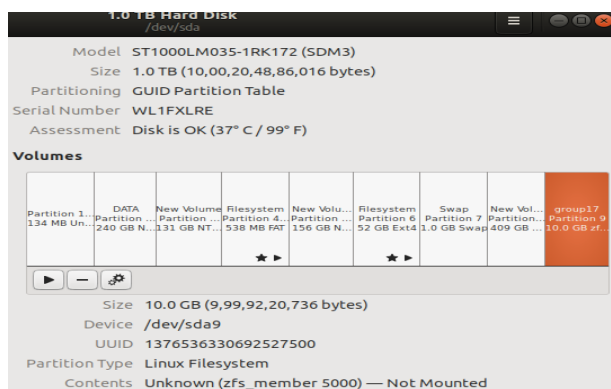 1.0 TB Hard Disk
/dev/sda
Model ST1000LM035-1RK172 (SDM3)
Size 1.0 TB (10,00,20,48,86,016 bytes)
Partitioning GUID Partition Table
Serial Number WL1FXLRE
Assessment Disk is OK (37° C / 99° F)
Volumes
Partition 1...
134 MB Un...
DATA
Partition ...
240 GB N...
New Volume
Partition ...
131 GB NT...
Filesystem
Partition 4...
538 MB FAT
New Volu...
Partition ...
156 GB N...
Filesystem
Partition 6
52 GB Ext4
Swap
Partition 7
1.0 GB Swap
New Vol...
Partition...
409 GB ...
group17
Partition 9
10.0 GB zf...
Size 10.0 GB (9,99,92,20,736 bytes)
Device /dev/sda9
UUID 1376536330692527500
Partition Type Linux Filesystem
Contents Unknown (zfs_member 5000) — Not Mounted